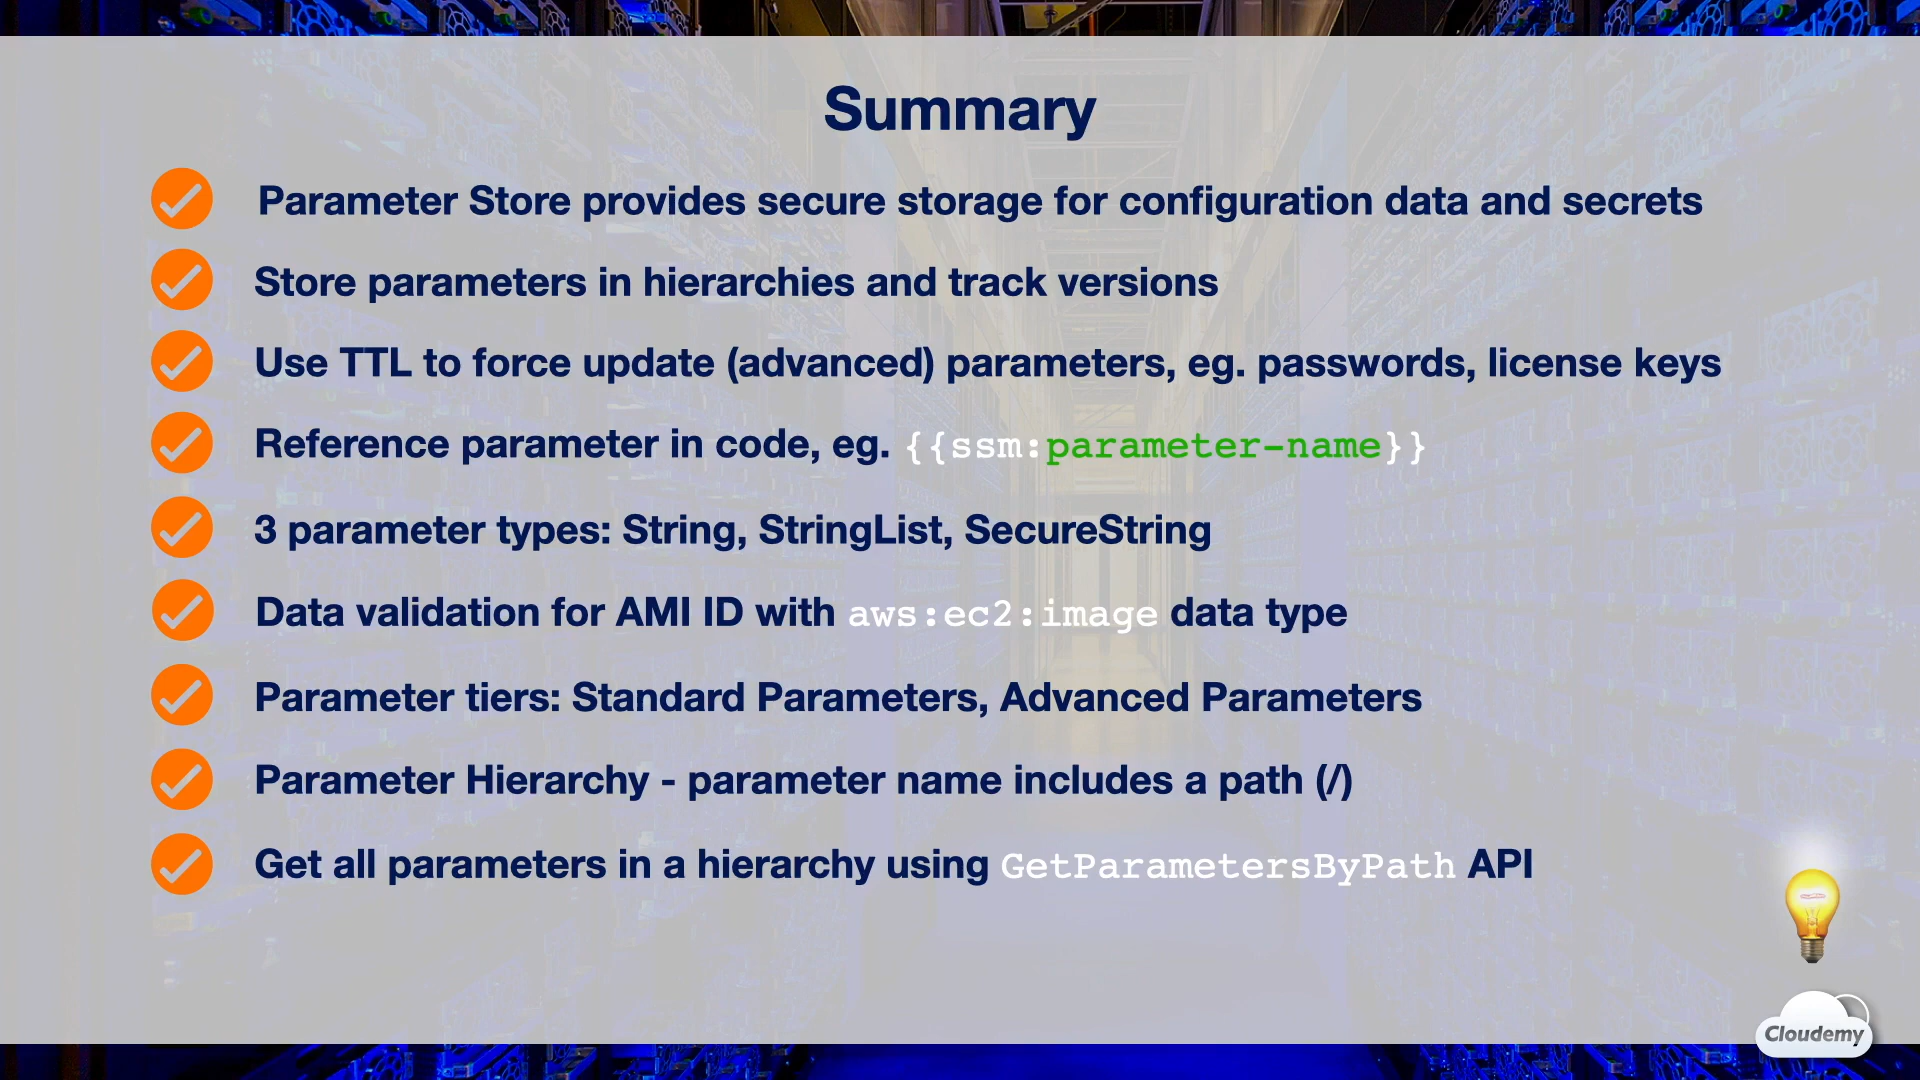 Summary
Parameter Store provides secure storage for configuration data and secrets
Store parameters in hierarchies and track versions
Use TTL to force update (advanced) parameters, eg. passwords, license keys
Reference parameter in code, eg. {{ssm:parameter-name}}
3 parameter types: String, StringList, SecureString
Data validation for AMI ID with aws:ec2:image data type
Parameter tiers: Standard Parameters, Advanced Parameters
Parameter Hierarchy - parameter name includes a path (/)
Get all parameters in a hierarchy using GetParametersByPath API
Cloudemy